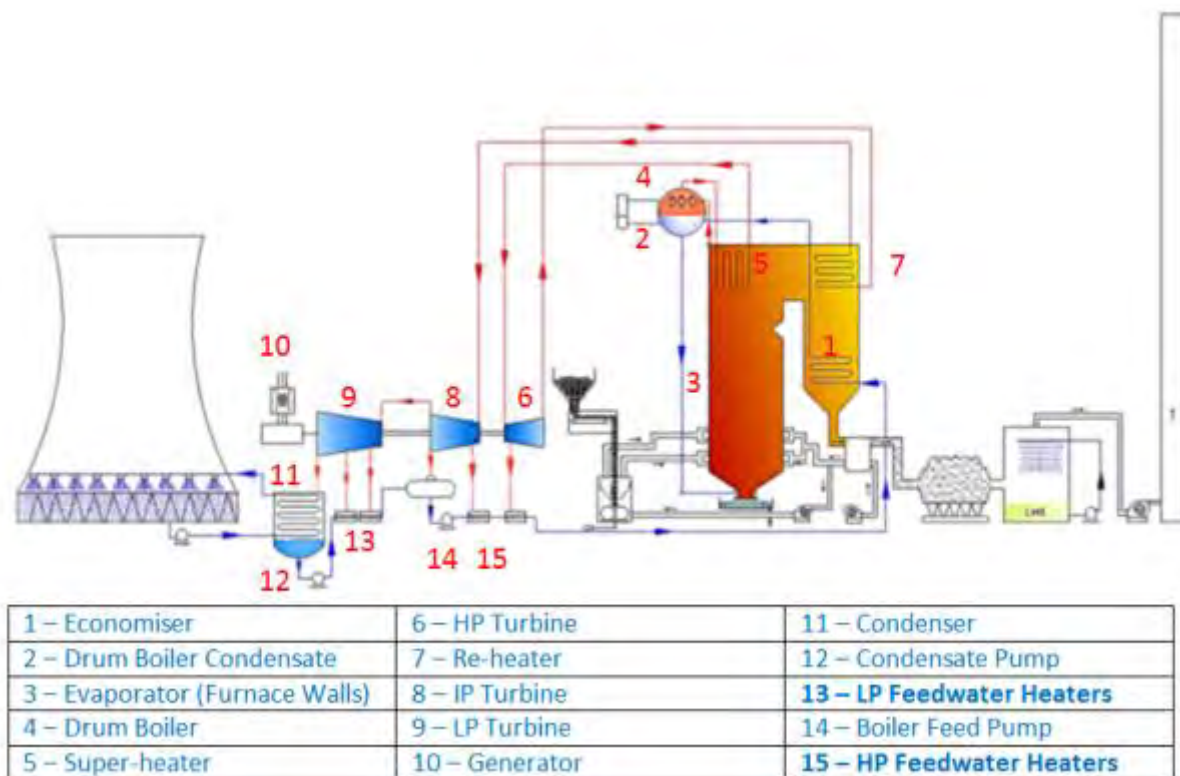 4
2
5
7
10
1
9
8
6
3
11
13
12
14
15
1 – Economiser
6 – HP Turbine
11 – Condenser
2 – Drum Boiler Condensate
7 – Re-heater
12 – Condensate Pump
3 – Evaporator (Furnace Walls)
8 – IP Turbine
13 – LP Feedwater Heaters
4 – Drum Boiler
9 – LP Turbine
14 – Boiler Feed Pump
5 – Super-heater
10 – Generator
15 – HP Feedwater Heaters